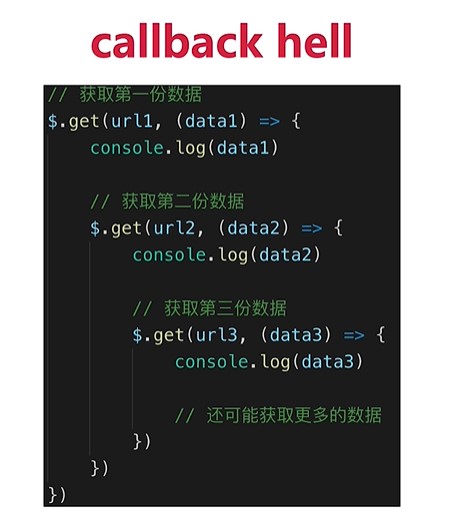 callback hell
// 获取第一份数据
$.get(url1, (data1) => {
console.log(data1)
// 获取第二份数据
$.get(url2, (data2) => {
console.log(data2)
// 获取第三份数据
$.get(url3, (data3) => {
console.log(data3)
// 还可能获取更多的数据
})
})
})